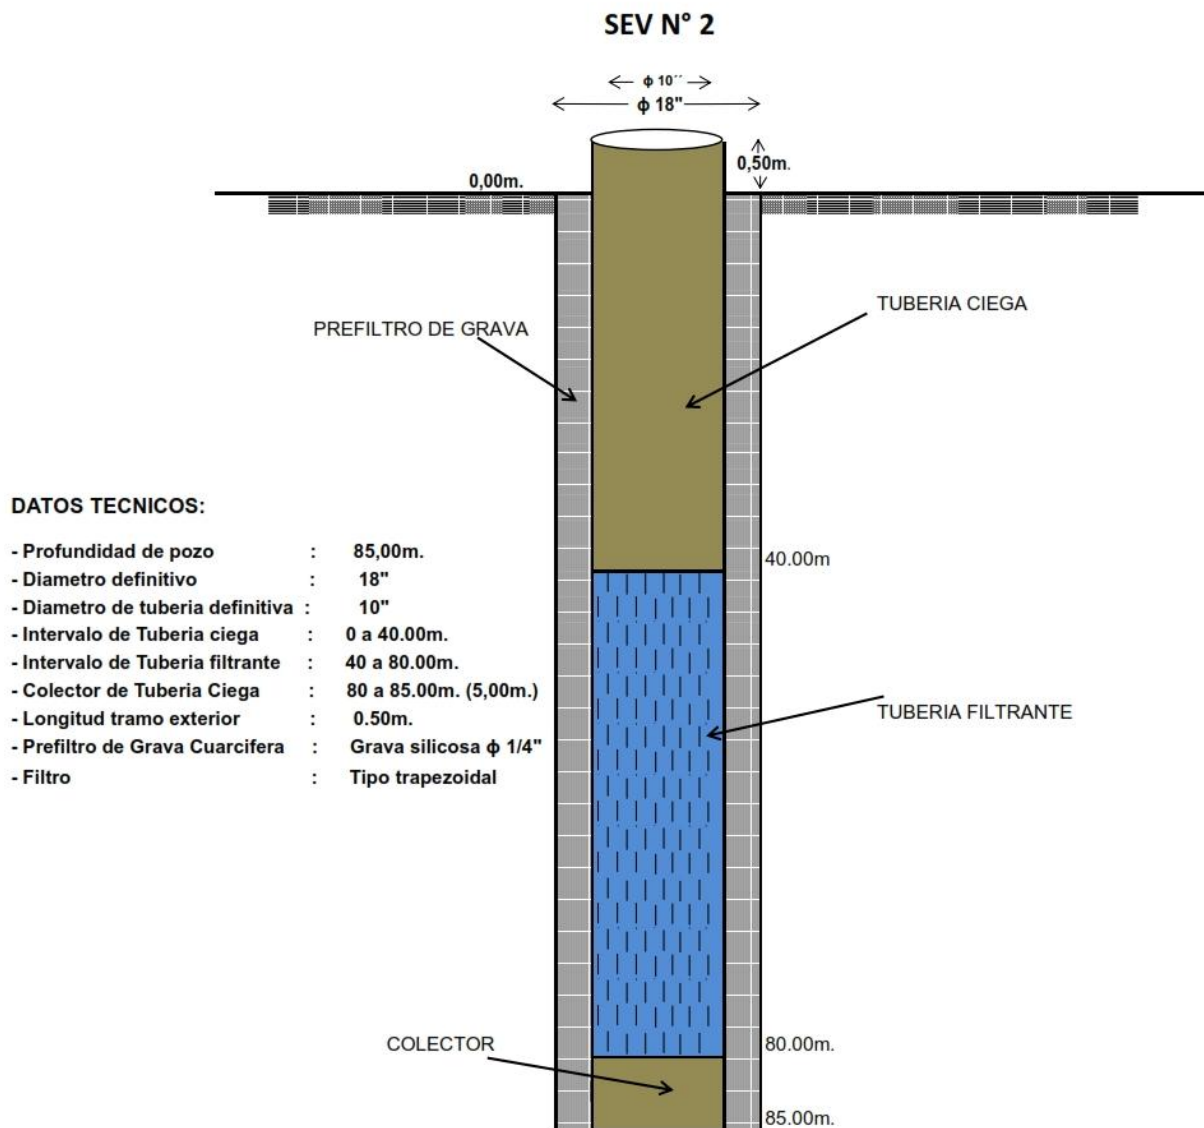 SEV N° 2
ϕ 10´´
ϕ 18"
0,50m.
0,00m.
TUBERIA CIEGA
PREFILTRO DE GRAVA
DATOS TECNICOS:
- Profundidad de pozo : 85,00m.
- Diametro definitivo : 18"
- Diametro de tuberia definitiva : 10"
- Intervalo de Tuberia ciega : 0 a 40.00m.
- Intervalo de Tuberia filtrante : 40 a 80.00m.
- Colector de Tuberia Ciega : 80 a 85.00m. (5,00m.)
- Longitud tramo exterior : 0.50m.
- Prefiltro de Grava Cuarcifera : Grava silicosa ϕ 1/4"
- Filtro : Tipo trapezoidal
40.00m
TUBERIA FILTRANTE
COLECTOR
80.00m.
85.00m.